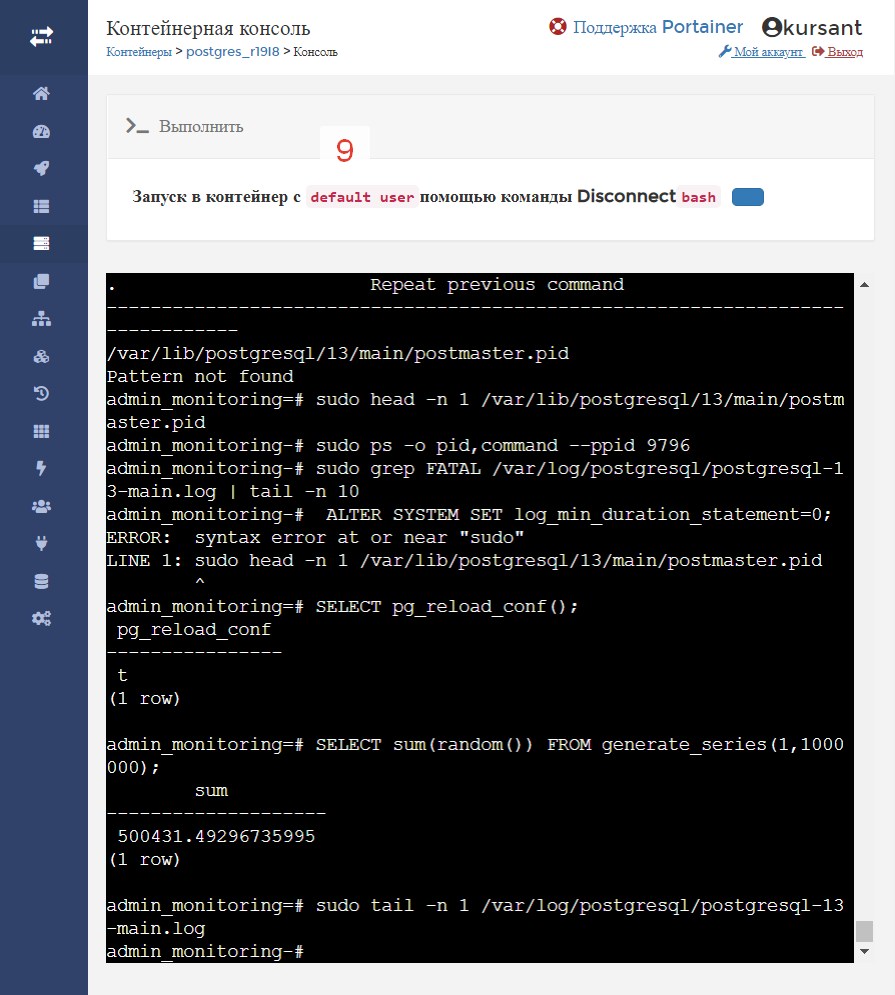 Контейнерная консоль
Контейнеры > postgres_r19l8 > Консоль
Поддержка Portainer
kursant
Мой аккаунт Выход
Выполнить
9
Запуск в контейнер с default user помощью команды Disconnect bash
.                       Repeat previous command
-------------------------------------------------------------------
------------
/var/lib/postgresql/13/main/postmaster.pid
Pattern not found
admin_monitoring=# sudo head -n 1 /var/lib/postgresql/13/main/postm
aster.pid
admin_monitoring-# sudo ps -o pid,command --ppid 9796
admin_monitoring-# sudo grep FATAL /var/log/postgresql/postgresql-1
3-main.log | tail -n 10
admin_monitoring-#  ALTER SYSTEM SET log_min_duration_statement=0;
ERROR:  syntax error at or near "sudo"
LINE 1: sudo head -n 1 /var/lib/postgresql/13/main/postmaster.pid
        ^
admin_monitoring=# SELECT pg_reload_conf();
 pg_reload_conf
----------------
 t
(1 row)
admin_monitoring=# SELECT sum(random()) FROM generate_series(1,1000
000);
        sum
--------------------
 500431.49296735995
(1 row)
admin_monitoring=# sudo tail -n 1 /var/log/postgresql/postgresql-13
-main.log
admin_monitoring-#